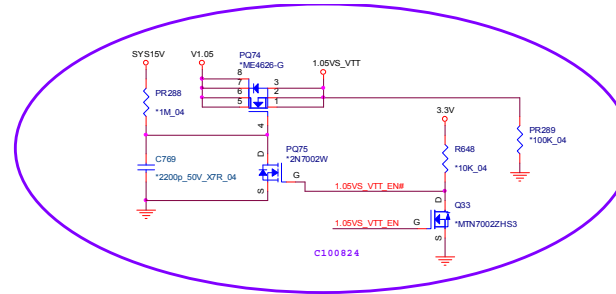 SYS15V
V1.05
PQ74
*ME4626-G
1.05VS_VTT
8
7
6
5
3
2
1
4
PR288
*1M_04
3.3V
PR289
*100K_04
C769
*2200p_50V_X7R_04
PQ75
*2N7002W
D
S
G
R648
*10K_04
1.05VS_VTT_EN#
1.05VS_VTT_EN
D
G
S
Q33
*MTN7002ZHS3
C100824